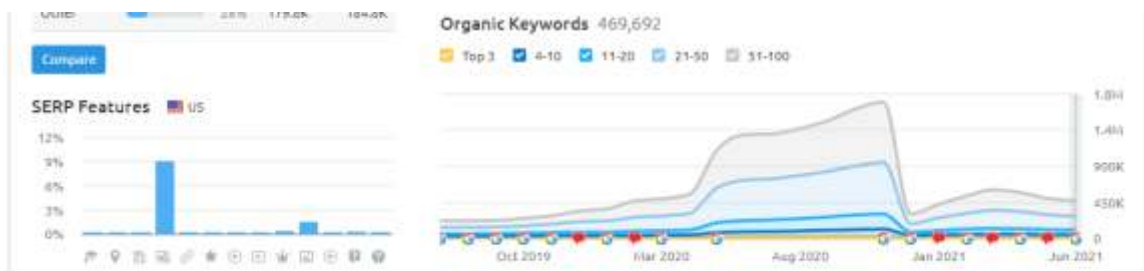 Other 28% 179.8K 184.8K
Compare
SERP Features US
12%
9%
6%
3%
0%
Organic Keywords 469,692
Top 3 4-10 11-20 21-50 51-100
1.8M
1.4M
900K
450K
0
Oct 2019 Mar 2020 Aug 2020 Jan 2021 Jun 2021